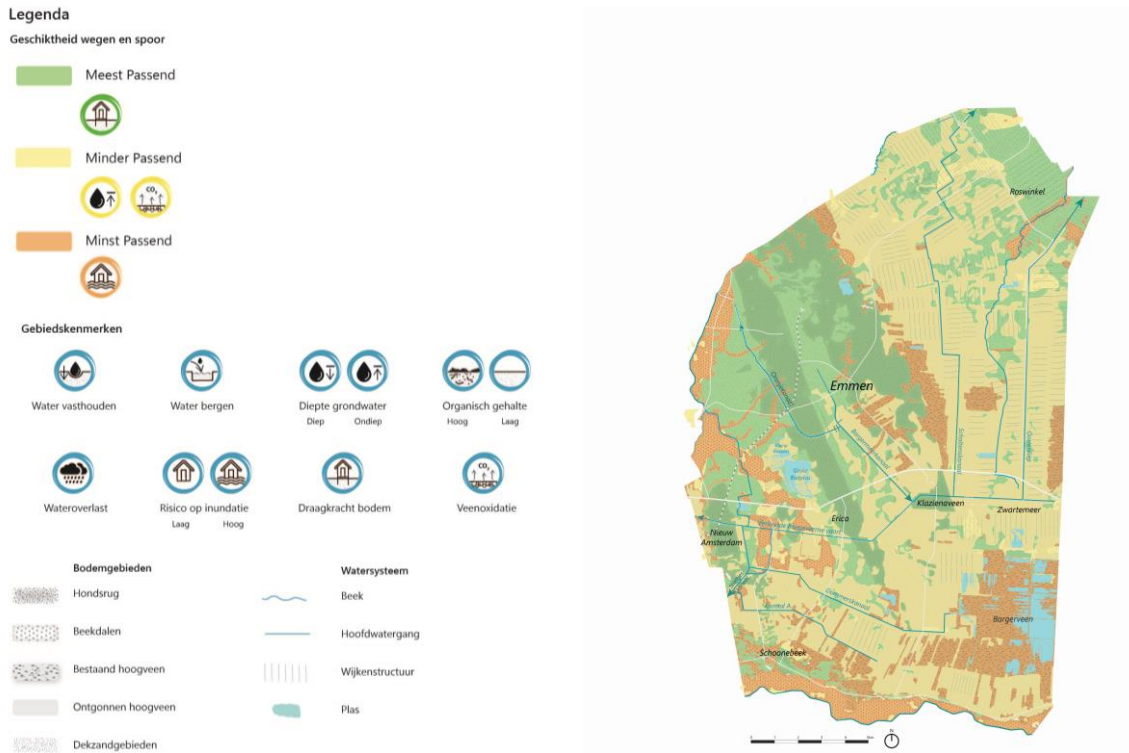 Legenda
Geschiktheid wegen en spoor
Meest Passend
Minder Passend
CO₂
Minst Passend
Gebiedskenmerken
CO₂
Water vasthouden
Water bergen
Diepte grondwater
Diep Ondiep
Organisch gehalte
Hoog Laag
Wateroverlast
Risico op inundatie
Laag Hoog
Draagkracht bodem
Veenoxidatie
Bodemgebieden
Hondsrug
Beekdalen
Bestaand hoogveen
Ontgonnen hoogveen
Dekzandgebieden
Watersysteem
Beek
Hoofdwatergang
Wijkenstructuur
Plas
Roswinkel
Emmen
Klazienaveen
Zwartemeer
Erica
Nieuw
Amsterdam
Bargerveen
Schoonebeek
N